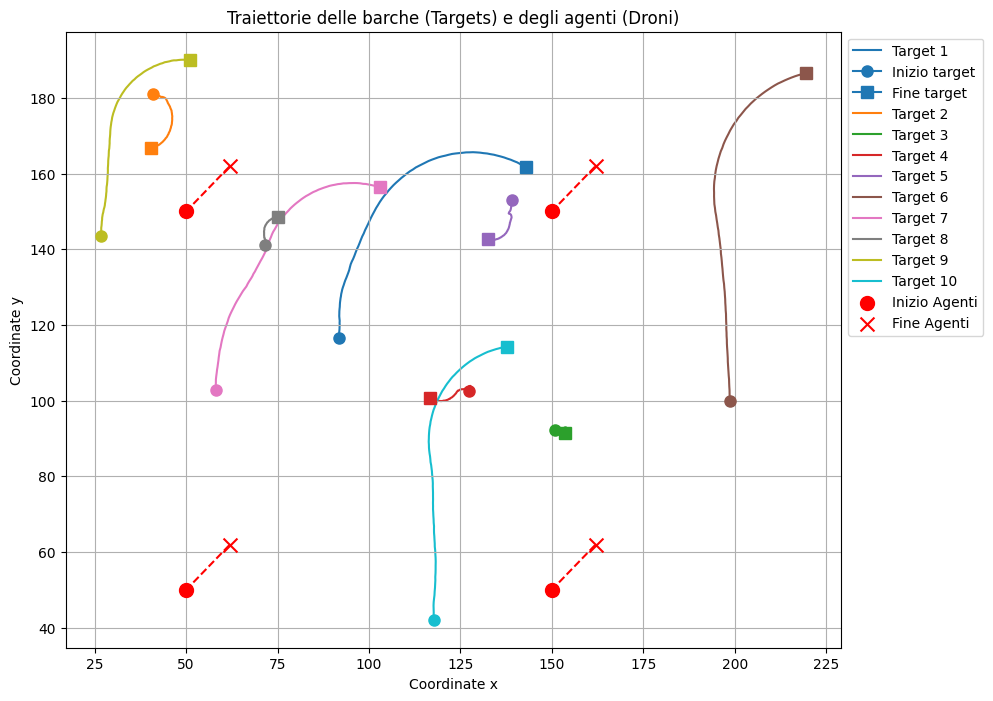 Traiettorie delle barche (Targets) e degli agenti (Droni)
Coordinate y
180
160
140
120
100
80
60
40
25
50
75
100
125
150
175
200
225
Coordinate x
Target 1
Inizio target
Fine target
Target 2
Target 3
Target 4
Target 5
Target 6
Target 7
Target 8
Target 9
Target 10
Inizio Agenti
Fine Agenti